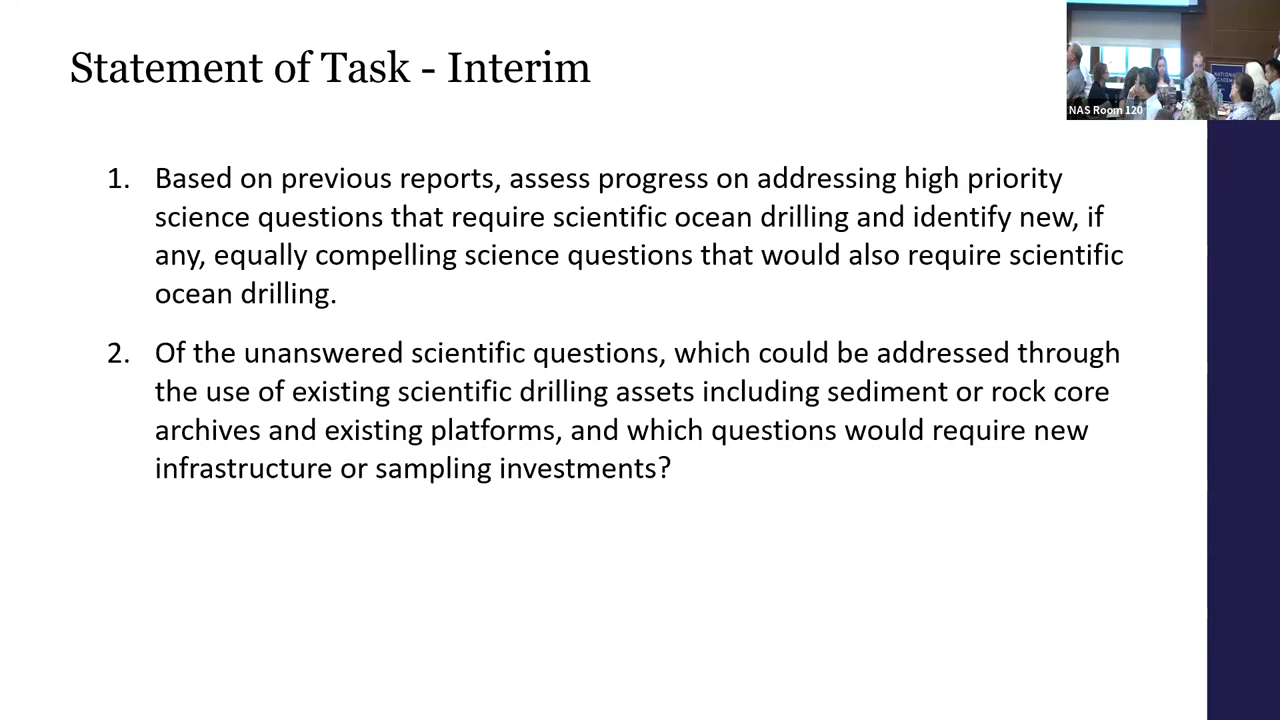 Statement of Task - Interim
NATIONAL
ACADEMIES
NAS Room 120
1. Based on previous reports, assess progress on addressing high priority
science questions that require scientific ocean drilling and identify new, if
any, equally compelling science questions that would also require scientific
ocean drilling.
2. Of the unanswered scientific questions, which could be addressed through
the use of existing scientific drilling assets including sediment or rock core
archives and existing platforms, and which questions would require new
infrastructure or sampling investments?